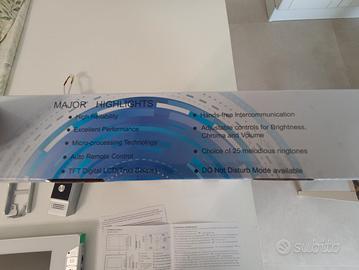 MAJOR HIGHLIGHTS
• High Reliability
• Excellent Performance
• Micro-processing Technology
• Auto Remote Control
• TFT Digital LCD
• Hands-free Intercommunication
• Adjustable controls for Brightness,
Chroma and Volume
• Choice of 25 melodious ringtones
• DO Not Disturb Mode available
subito